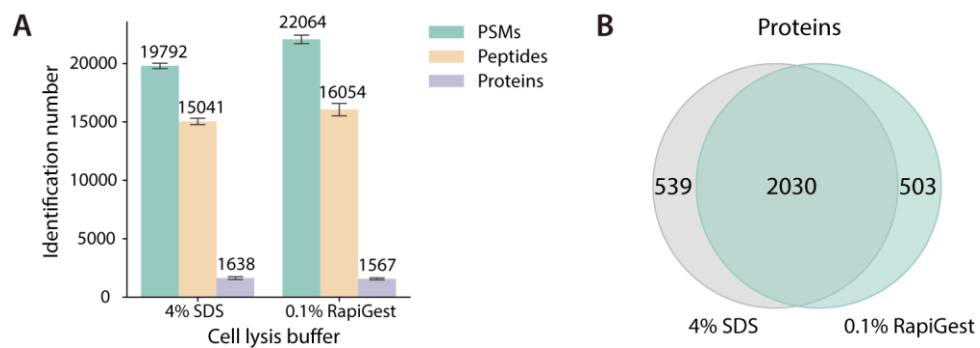 A
Identification number
20000
15000
10000
5000
0
19792
15041
1638
22064
16054
1567
4% SDS
0.1% RapiGest
Cell lysis buffer
PSMs
Peptides
Proteins
B
Proteins
539
2030
503
4% SDS
0.1% RapiGest